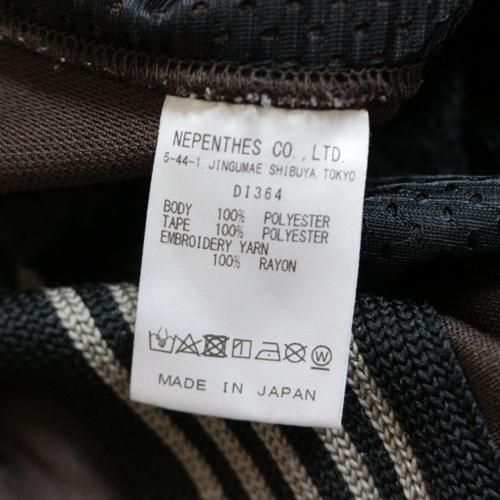 NEPENTHES CO.,LTD.
5-44-1, JINGUMAE SHIBUYA, TOKYO
DI364
BODY 100% POLYESTER
TAPE 100% POLYESTER
EMBROIDERY YARN
100% RAYON
W
MADE IN JAPAN